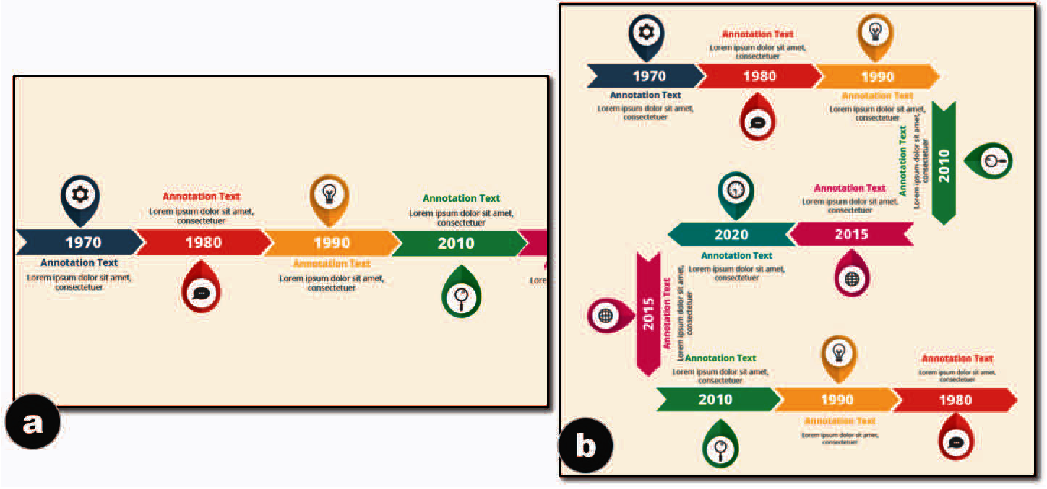 Annotation Text
Annotation Text
Lorem ipsum dolor sit amet,
consectetuer
Lorem ipsum dolor sit amet,
consectetuer
1970
1980
1990
2010
Annotation Text
Annotation Text
Lorem ipsum dolor sit amet,
consectetuer
Lorem ipsum dolor sit amet,
consectetuer
Lore
a
Annotation Text
Lorem ipsum dolor sit amet,
consectetuer
1970
1980
1990
Annotation Text
Lorem ipsum dolor sit amet,
consectetuer
Annotation Text
Lorem ipsum dolor sit amet,
consectetuer
Annotation Text
Lorem ipsum dolor sit amet,
consectetuer
2010
Annotation Text
Lorem ipsum dolor sit amet,
consectetuer
2020
2015
Annotation Text
Lorem ipsum dolor sit amet,
consectetuer
2015
Annotation Text
Lorem ipsum dolor sit amet,
consectetuer
Annotation Text
Lorem ipsum dolor sit amet,
consectetuer
Annotation Text
Lorem ipsum dolor sit amet,
consectetuer
2010
1990
1980
Annotation Text
Lorem ipsum dolor sit amet,
consectetuer
b